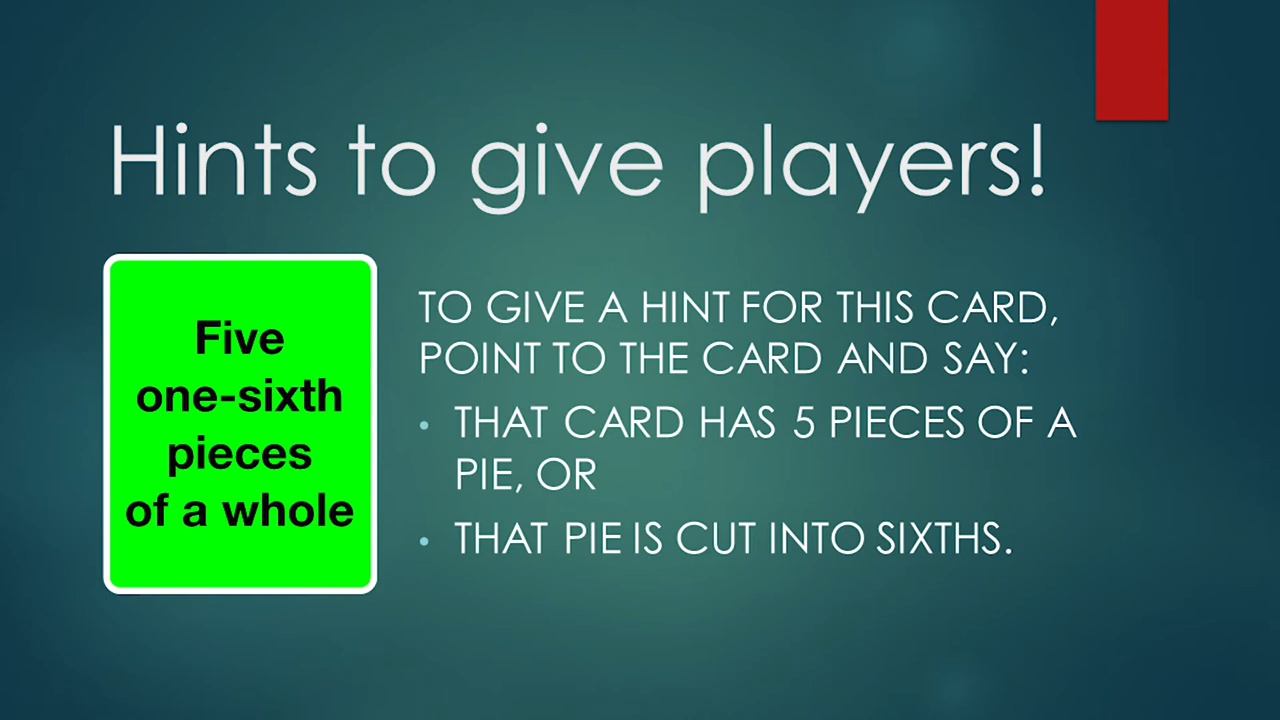 Hints to give players!
Five
one-sixth
pieces
of a whole
TO GIVE A HINT FOR THIS CARD,
POINT TO THE CARD AND SAY:
• THAT CARD HAS 5 PIECES OF A
PIE, OR
• THAT PIE IS CUT INTO SIXTHS.